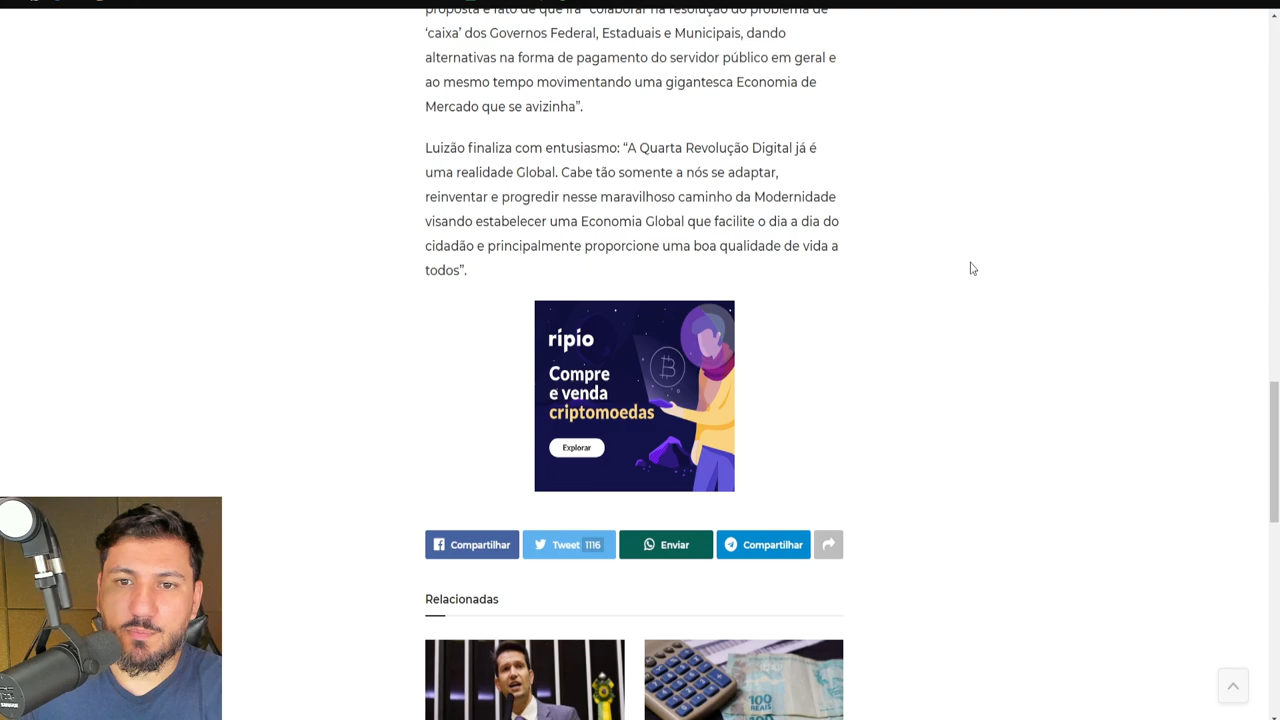 proposta é fato de que irá “colaborar na resolução do problema de
‘caixa’ dos Governos Federal, Estaduais e Municipais, dando
alternativas na forma de pagamento do servidor público em geral e
ao mesmo tempo movimentando uma gigantesca Economia de
Mercado que se avizinha”.
Luizão finaliza com entusiasmo: “A Quarta Revolução Digital já é
uma realidade Global. Cabe tão somente a nós se adaptar,
reinventar e progredir nesse maravilhoso caminho da Modernidade
visando estabelecer uma Economia Global que facilite o dia a dia do
cidadão e principalmente proporcione uma boa qualidade de vida a
todos”.
ripio
Compre
e venda
criptomoedas
Explorar
Compartilhar
Tweet 1116
Enviar
Compartilhar
Relacionadas
100
REAIS
100